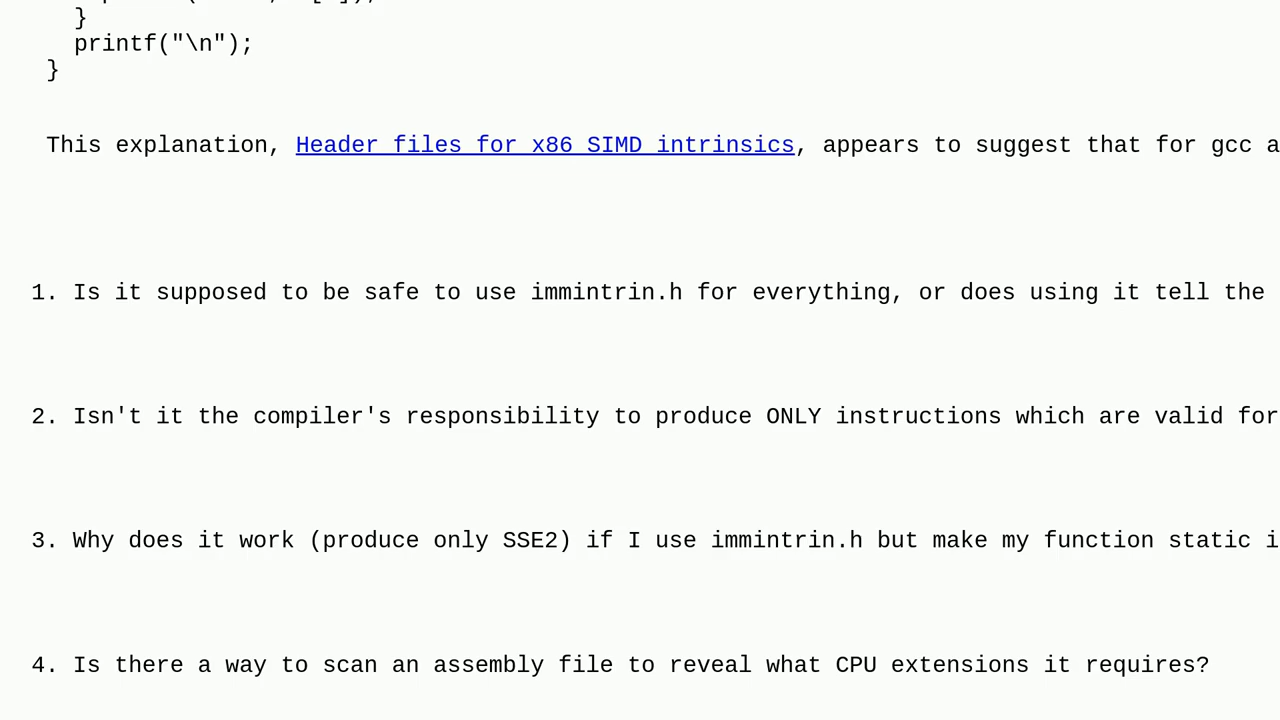 }
printf("\n");
}
This explanation, Header files for x86 SIMD intrinsics, appears to suggest that for gcc
1. Is it supposed to be safe to use immintrin.h for everything, or does using it tell the
2. Isn't it the compiler's responsibility to produce ONLY instructions which are valid for
3. Why does it work (produce only SSE2) if I use immintrin.h but make my function static
4. Is there a way to scan an assembly file to reveal what CPU extensions it requires?